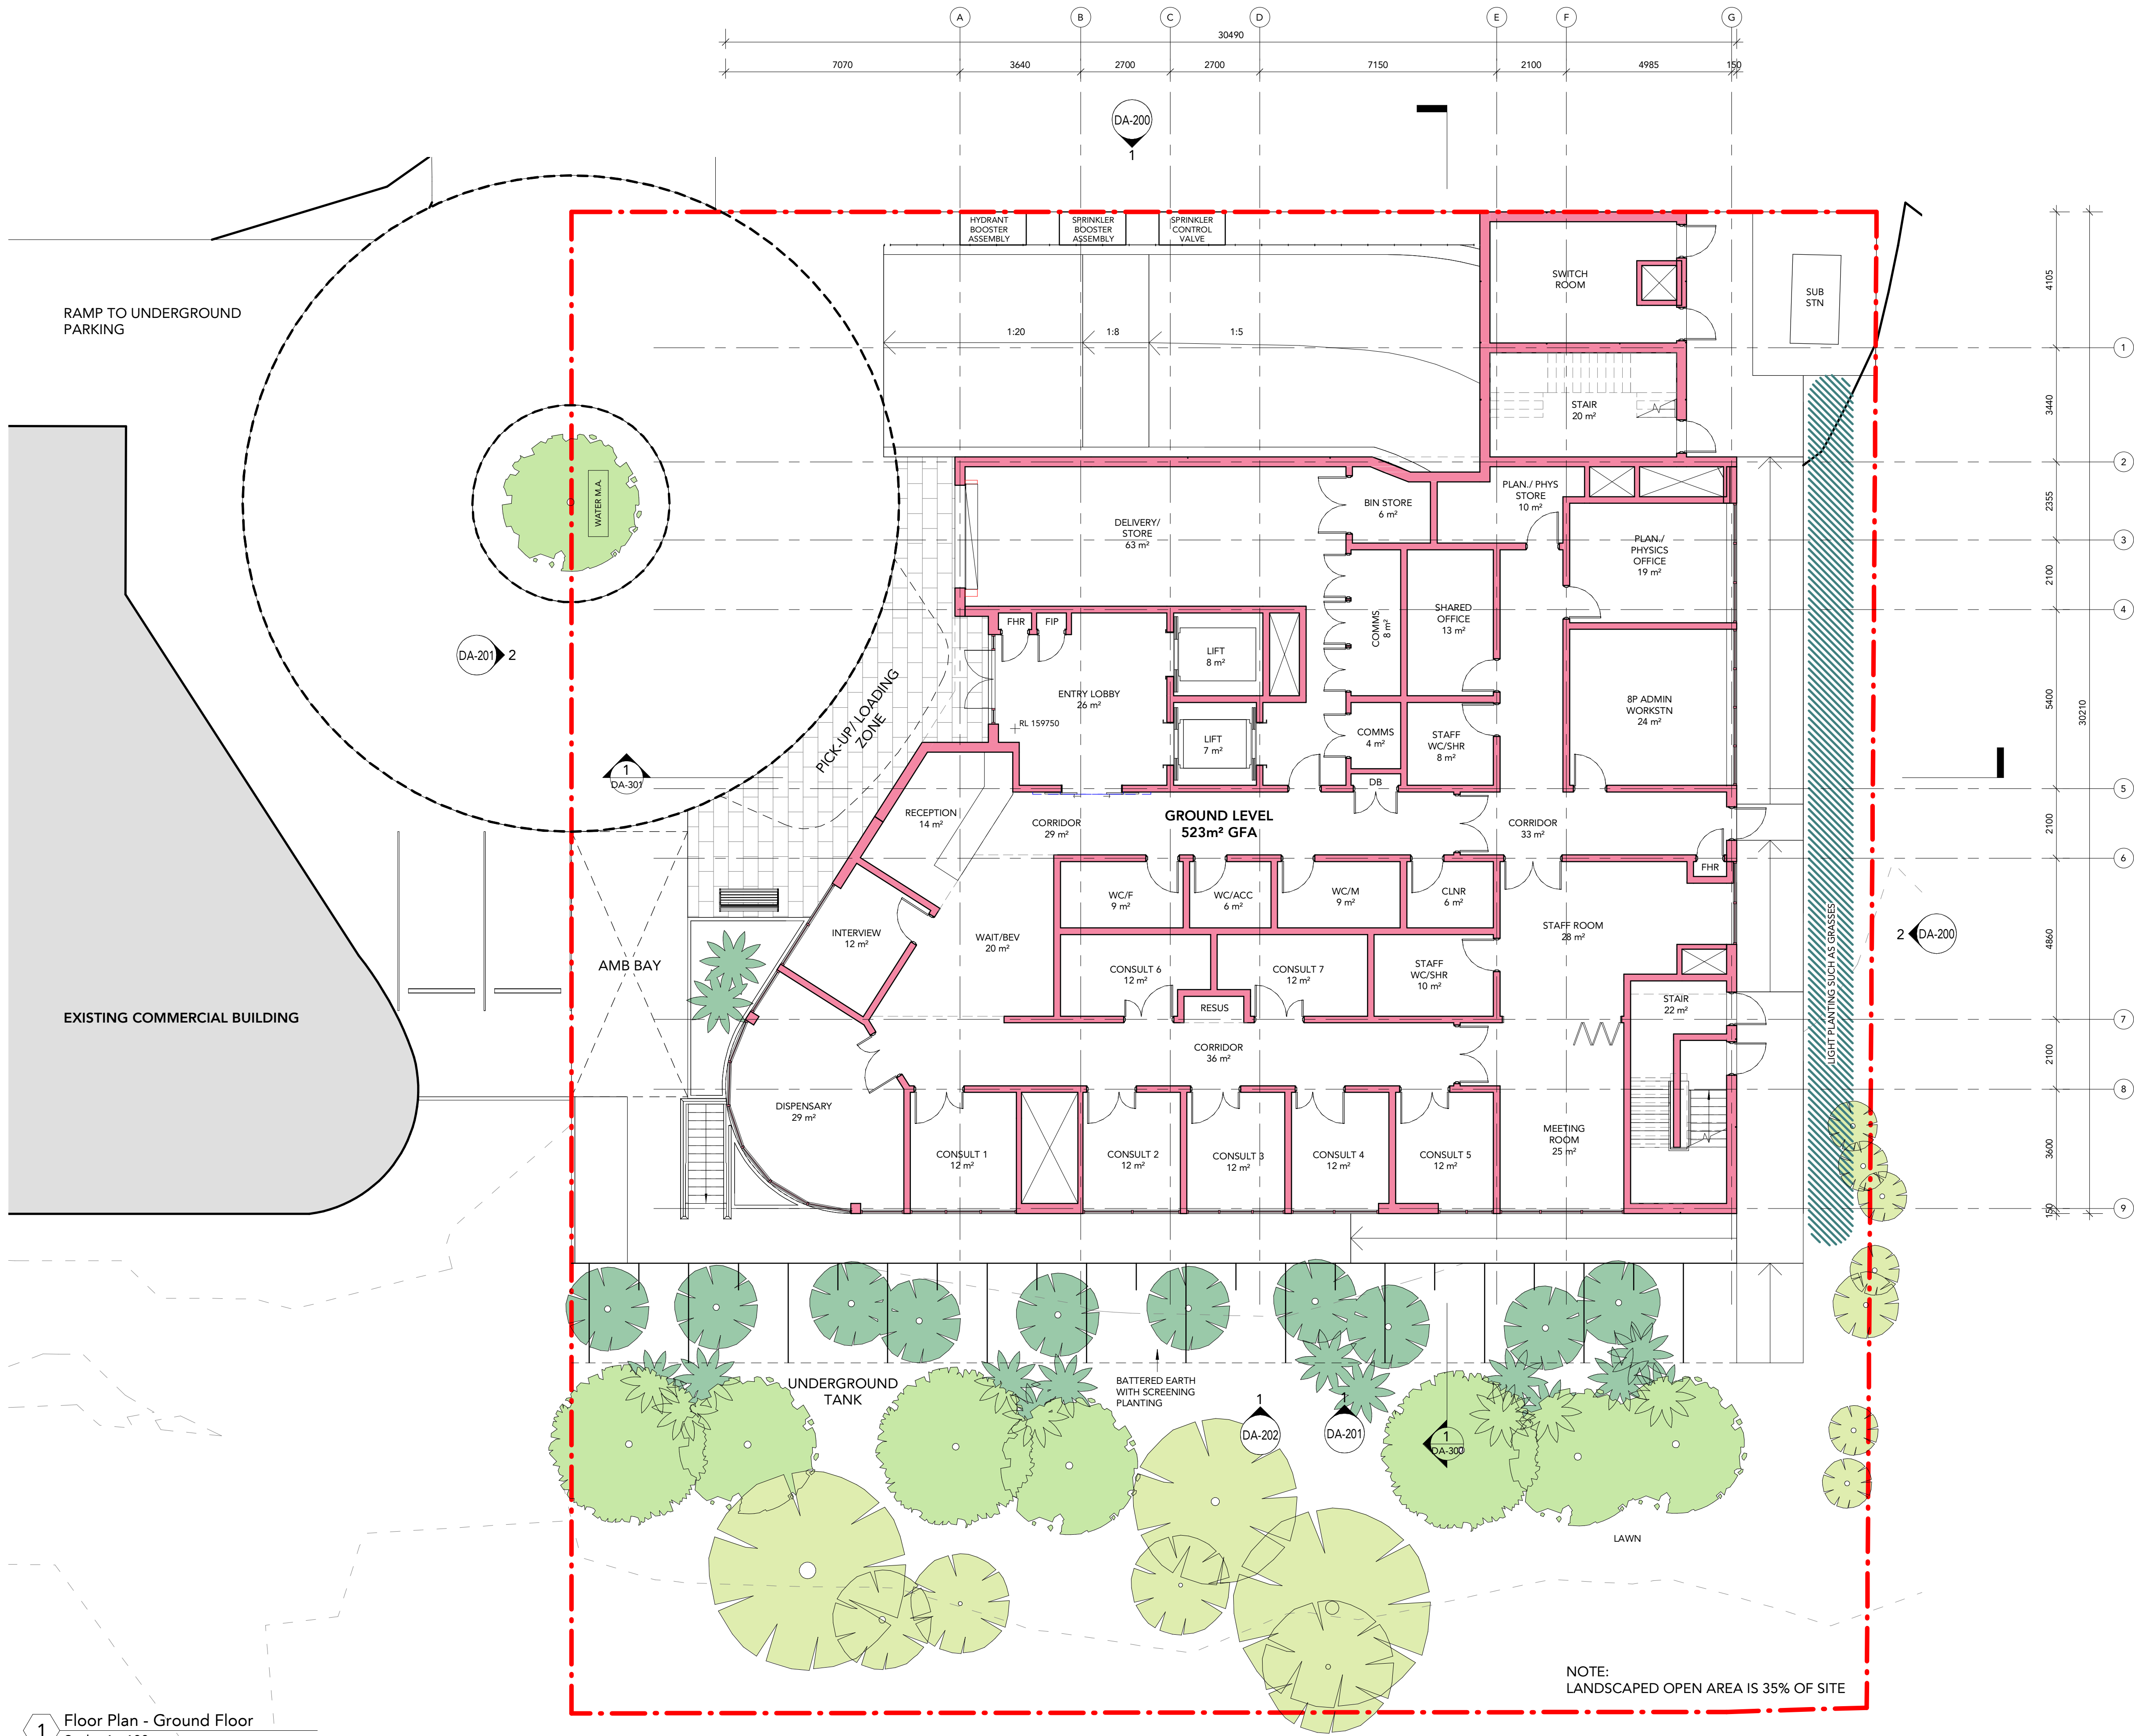 A
B
C
D
E
F
G
30490
7070
3640
2700
2700
7150
2100
4985
150
DA-200
1
HYDRANT
BOOSTER
ASSEMBLY
SPRINKLER
BOOSTER
ASSEMBLY
SPRINKLER
CONTROL
VALVE
SWITCH
ROOM
SUB
STN
4105
RAMP TO UNDERGROUND
PARKING
1:20
1:8
1:5
1
STAIR
20 m²
3440
2
WATER M.A.
DELIVERY/
STORE
63 m²
BIN STORE
6 m²
PLAN./ PHYS
STORE
10 m²
2355
PLAN./
PHYSICS
OFFICE
19 m²
3
2100
4
FHR
FIP
COMMS
8 m²
SHARED
OFFICE
13 m²
DA-201
2
LIFT
8 m²
ENTRY LOBBY
26 m²
8P ADMIN
WORKSTN
24 m²
5400
30210
RL 159750
PICK-UP/ LOADING
ZONE
LIFT
7 m²
COMMS
4 m²
STAFF
WC/SHR
8 m²
1
DA-301
DB
5
RECEPTION
14 m²
CORRIDOR
29 m²
GROUND LEVEL
523m² GFA
CORRIDOR
33 m²
2100
6
FHR
WC/F
9 m²
WC/ACC
6 m²
WC/M
9 m²
CLNR
6 m²
INTERVIEW
12 m²
WAIT/BEV
20 m²
STAFF ROOM
28 m²
LIGHT PLANTING SUCH AS GRASSES
4860
2
DA-200
AMB BAY
CONSULT 6
12 m²
CONSULT 7
12 m²
STAFF
WC/SHR
10 m²
RESUS
STAIR
22 m²
EXISTING COMMERCIAL BUILDING
7
CORRIDOR
36 m²
2100
8
DISPENSARY
29 m²
CONSULT 1
12 m²
CONSULT 2
12 m²
CONSULT 3
12 m²
CONSULT 4
12 m²
CONSULT 5
12 m²
MEETING
ROOM
25 m²
3600
150
9
UNDERGROUND
TANK
BATTERED EARTH
WITH SCREENING
PLANTING
1
DA-202
1
DA-201
1
DA-300
LAWN
NOTE:
LANDSCAPED OPEN AREA IS 35% OF SITE
1
Floor Plan - Ground Floor